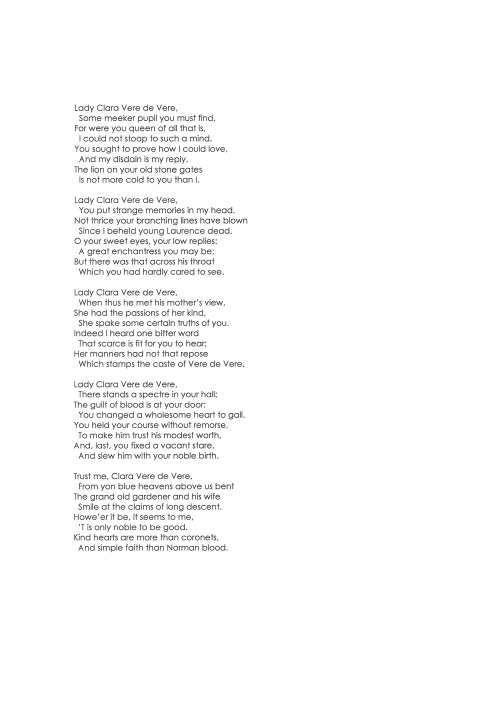 Lady Clara Vere de Vere,
Some meeker pupil you must find,
For were you queen of all that is,
I could not stoop to such a mind.
You sought to prove how I could love,
And my disdain is my reply.
The lion on your old stone gates
Is not more cold to you than I.

Lady Clara Vere de Vere,
You put strange memories in my head.
Not thrice your branching lines have blown
Since I beheld young Laurence dead.
O your sweet eyes, your low replies:
A great enchantress you may be;
But there was that across his throat
Which you had hardly cared to see.

Lady Clara Vere de Vere,
When thus he met his mother's view,
She had the passions of her kind,
She spake some certain truths of you.
Indeed I heard one bitter word
That scarce is fit for you to hear;
Her manners had not that repose
Which stamps the caste of Vere de Vere.

Lady Clara Vere de Vere,
There stands a spectre in your hall:
The guilt of blood is at your door:
You changed a wholesome heart to gall.
You held your course without remorse,
To make him trust his modest worth,
And, last, you fixed a vacant stare,
And slew him with your noble birth.

Trust me, Clara Vere de Vere,
From yon blue heavens above us bent
The grand old gardener and his wife
Smile at the claims of long descent.
Howe'er it be, it seems to me,
'T is only noble to be good.
Kind hearts are more than coronets,
And simple faith than Norman blood.